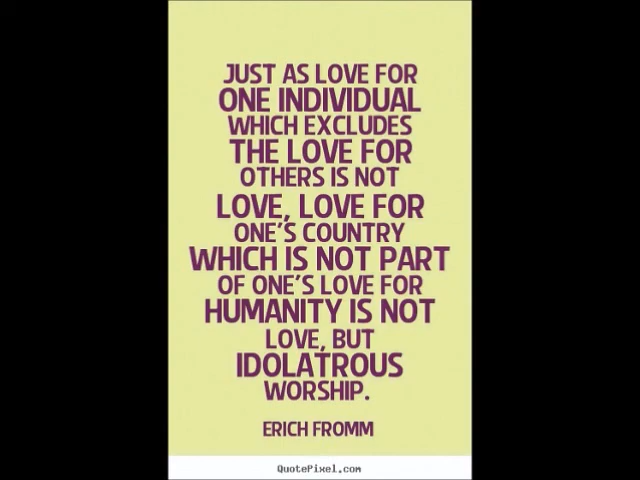 JUST AS LOVE FOR
ONE INDIVIDUAL
WHICH EXCLUDES
THE LOVE FOR
OTHERS IS NOT
LOVE, LOVE FOR
ONE'S COUNTRY
WHICH IS NOT PART
OF ONE'S LOVE FOR
HUMANITY IS NOT
LOVE, BUT
IDOLATROUS
WORSHIP.
ERICH FROMM
QuotePixel.com